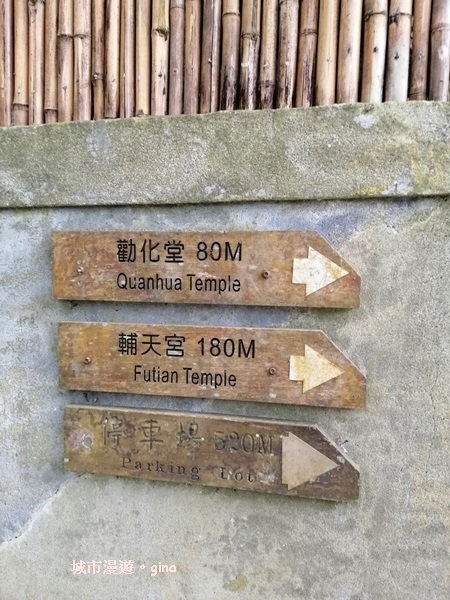 勸化堂 80M
Quanhua Temple
輔天宮 180M
Futian Temple
停車場 520M
Parking Lot
城市漫遊。gina